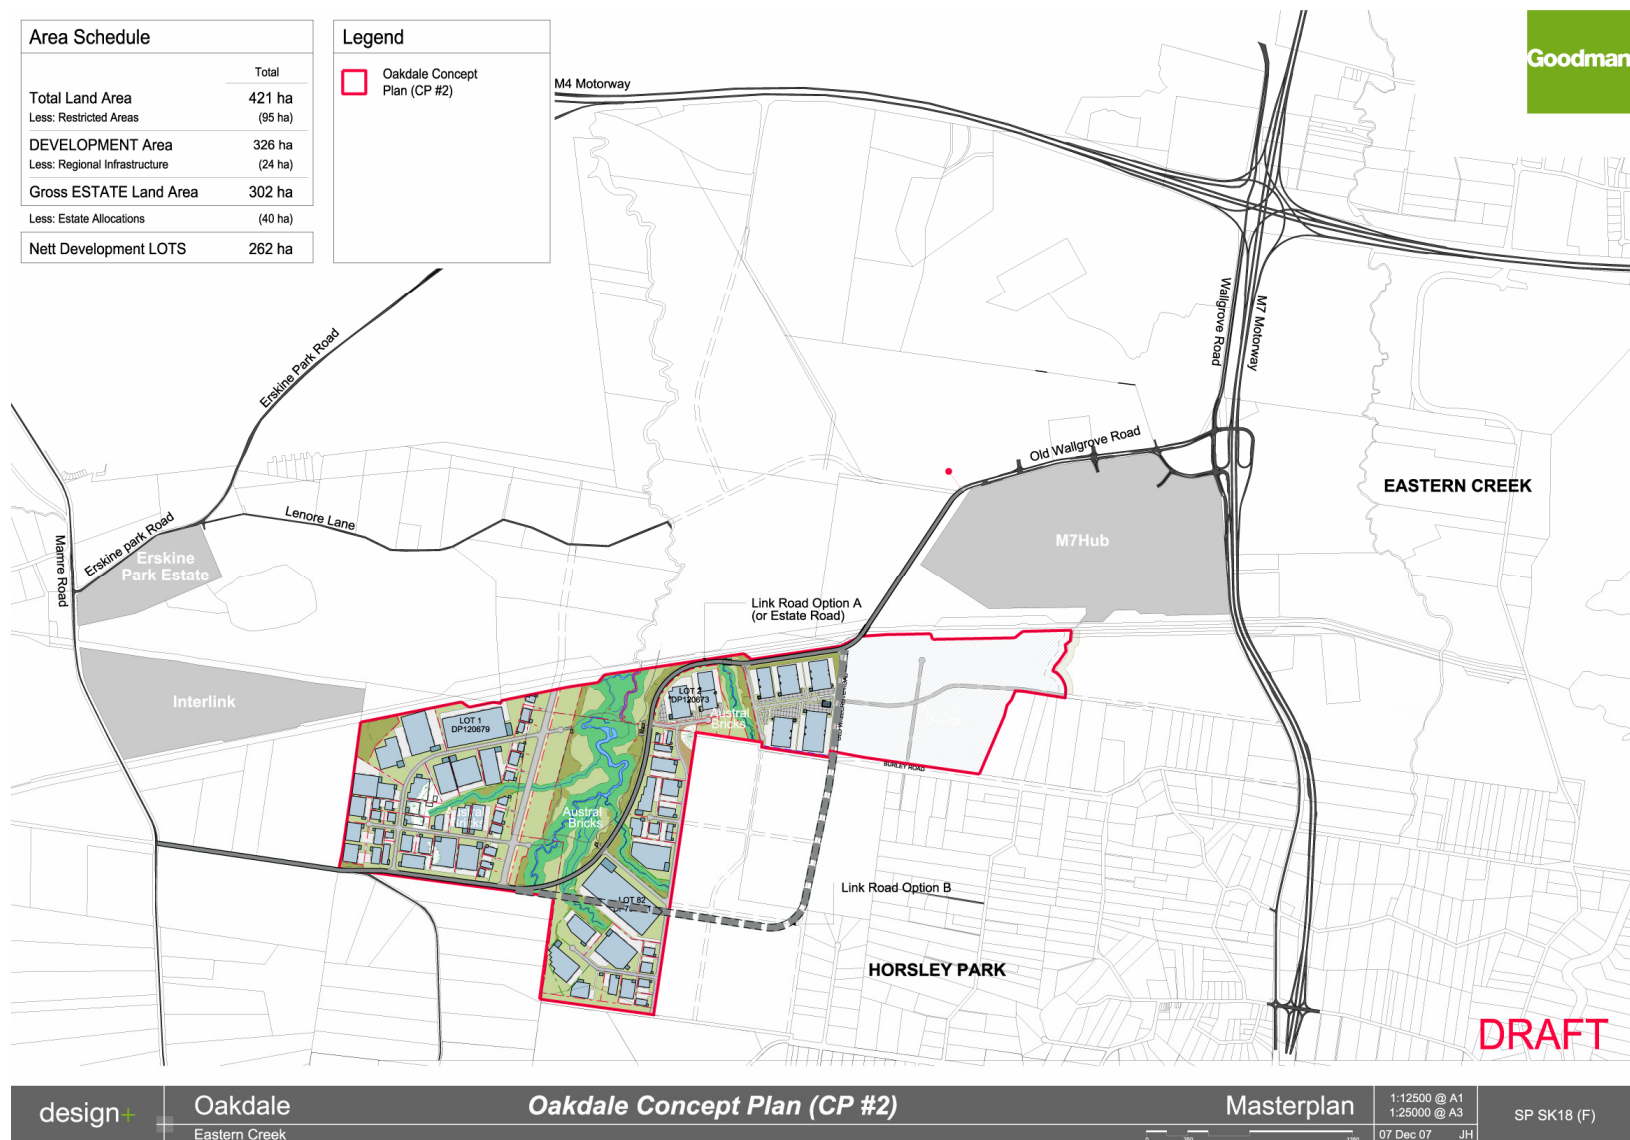 Area Schedule
Total
Total Land Area 421 ha
Less: Restricted Areas (95 ha)
DEVELOPMENT Area 326 ha
Less: Regional Infrastructure (24 ha)
Gross ESTATE Land Area 302 ha
Less: Estate Allocations (40 ha)
Nett Development LOTS 262 ha
Legend
Oakdale Concept
Plan (CP #2)
Goodman
M4 Motorway
Wallgrove Road
M7 Motorway
Erskine Park Road
Old Wallgrove Road
EASTERN CREEK
Lenore Lane
Erskine park Road
Mamre Road
Erskine
Park Estate
M7Hub
Link Road Option A
(or Estate Road)
Interlink
LOT 1
DP120679
LOT 2
DP120673
Austral
Bricks
BURLEY ROAD
Austral
Bricks
Link Road Option B
LOT 82
HORSLEY PARK
DRAFT
design+
Oakdale
Eastern Creek
Oakdale Concept Plan (CP #2)
Masterplan
1:12500 @ A1
1:25000 @ A3
07 Dec 07 JH
SP SK18 (F)